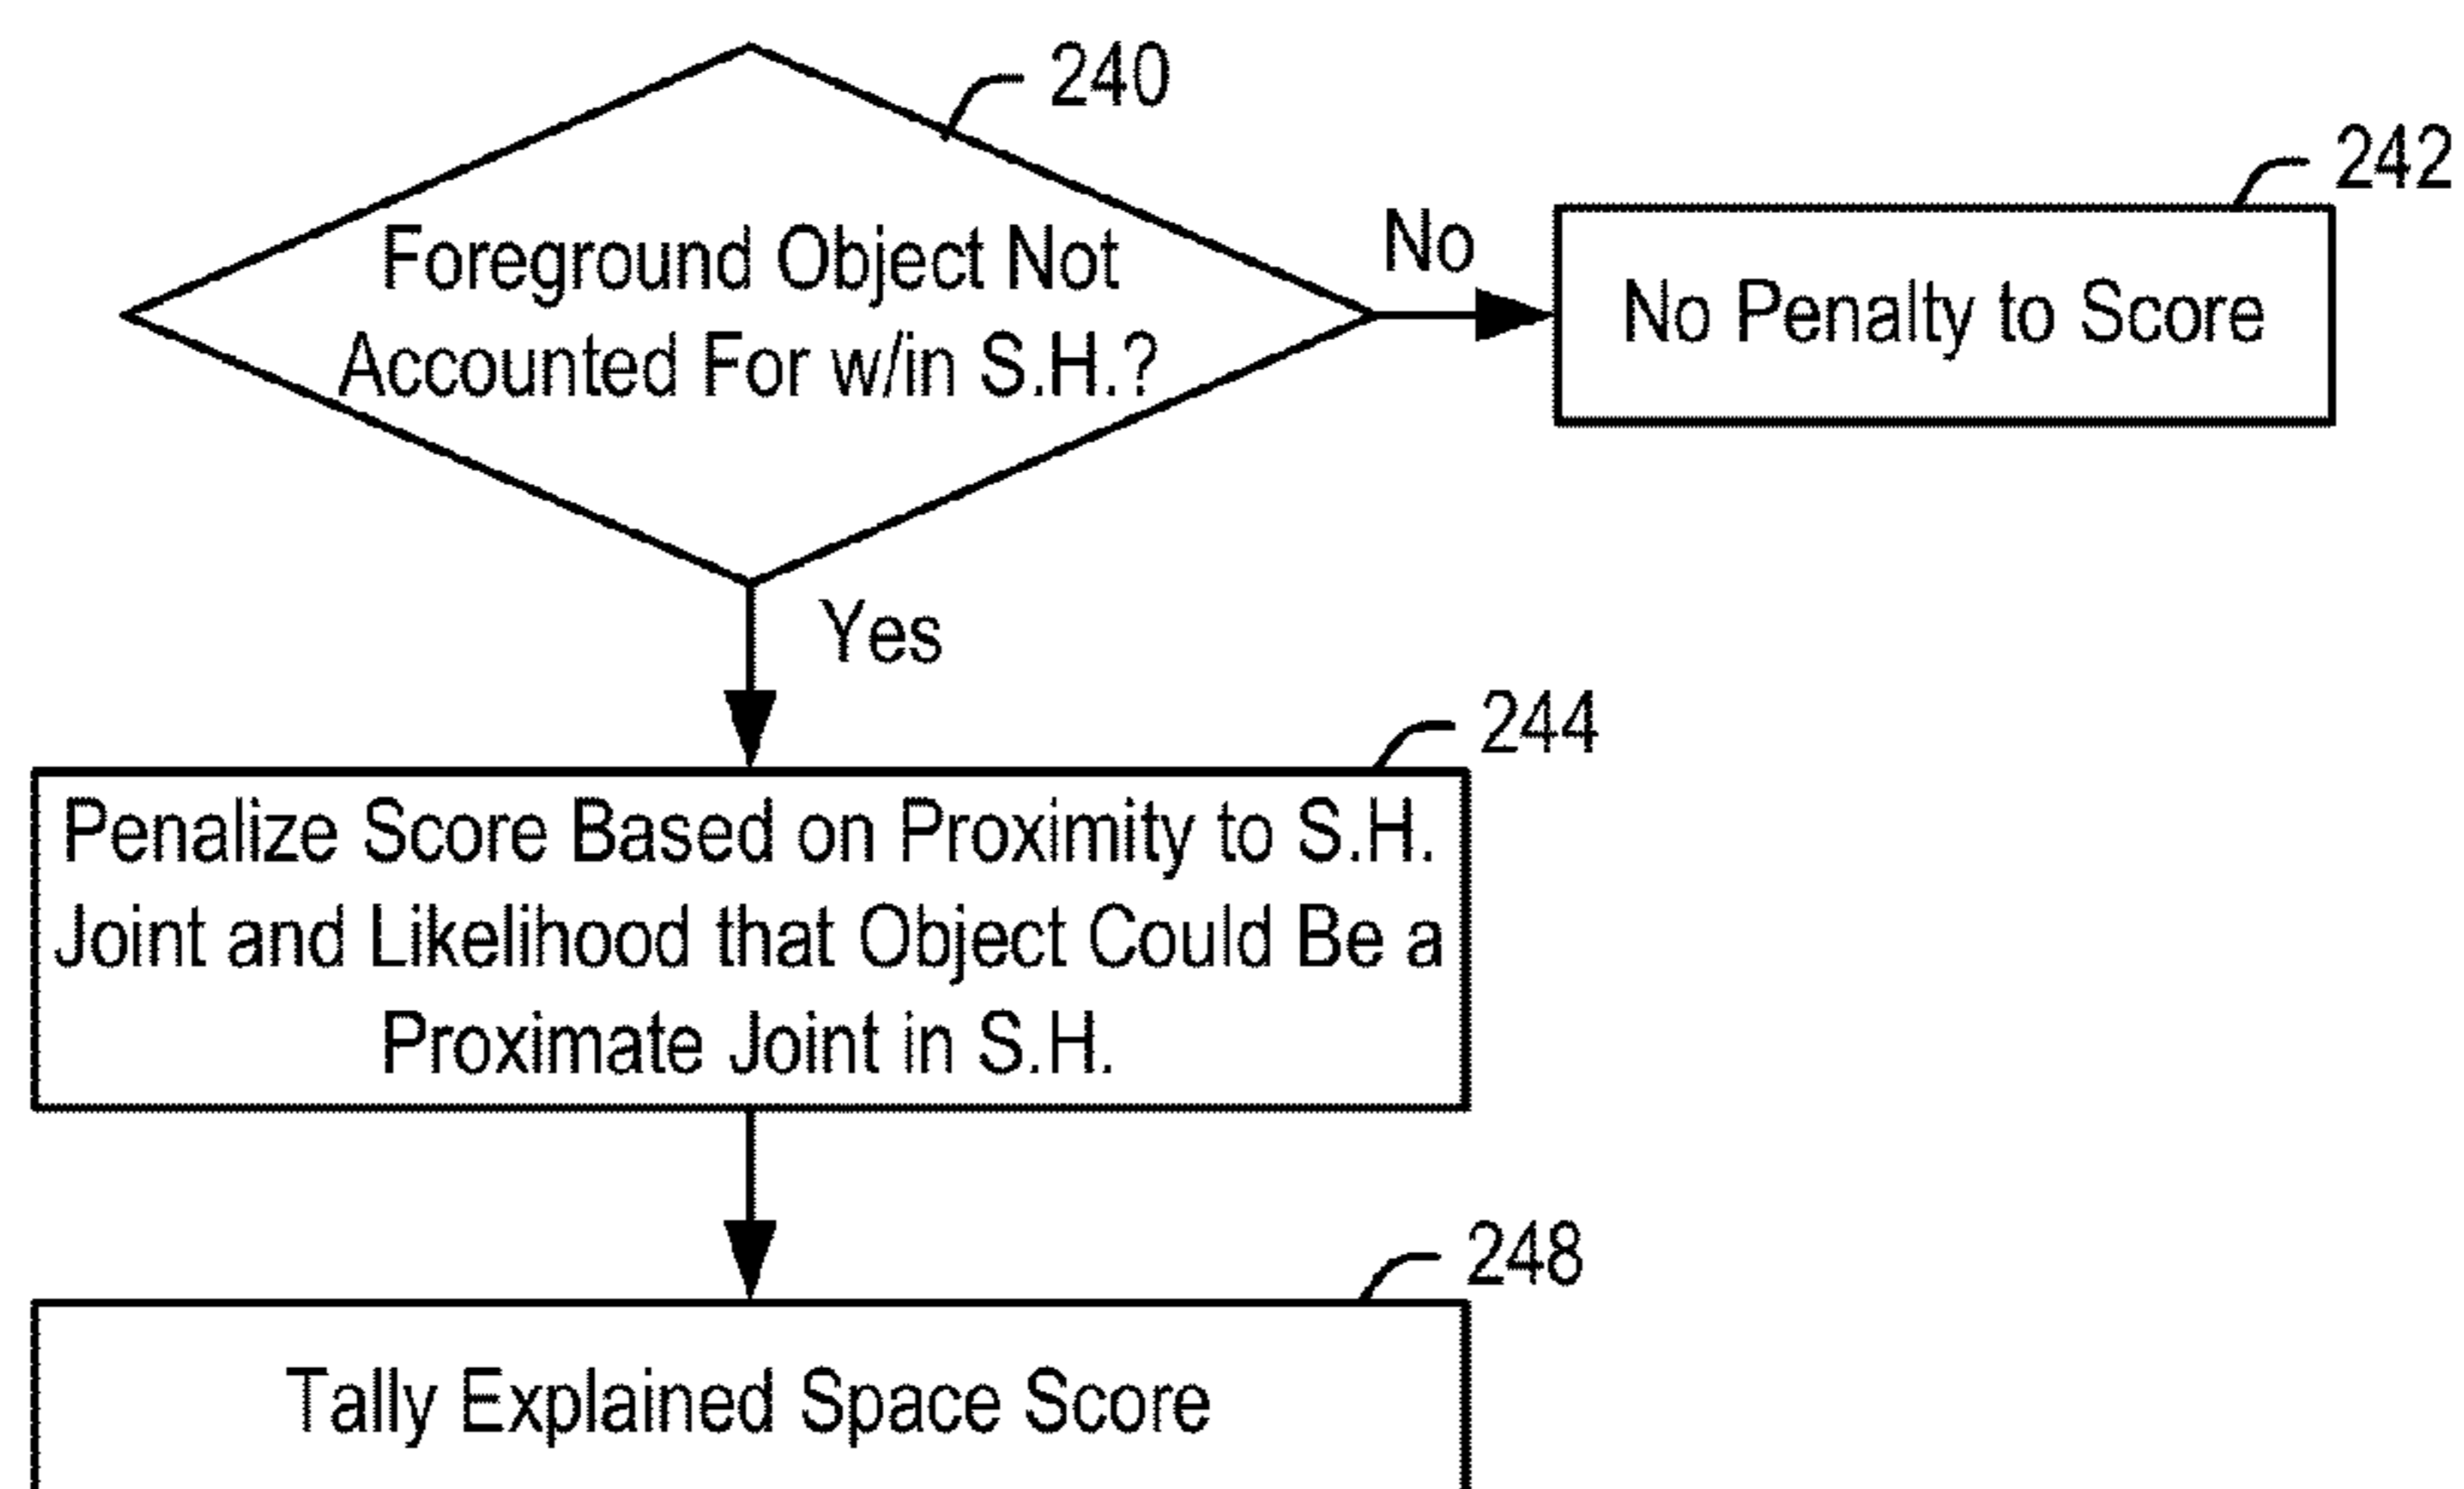 240
Foreground Object Not
Accounted For w/in S.H.?
No
242
No Penalty to Score
Yes
244
Penalize Score Based on Proximity to S.H.
Joint and Likelihood that Object Could Be a
Proximate Joint in S.H.
248
Tally Explained Space Score